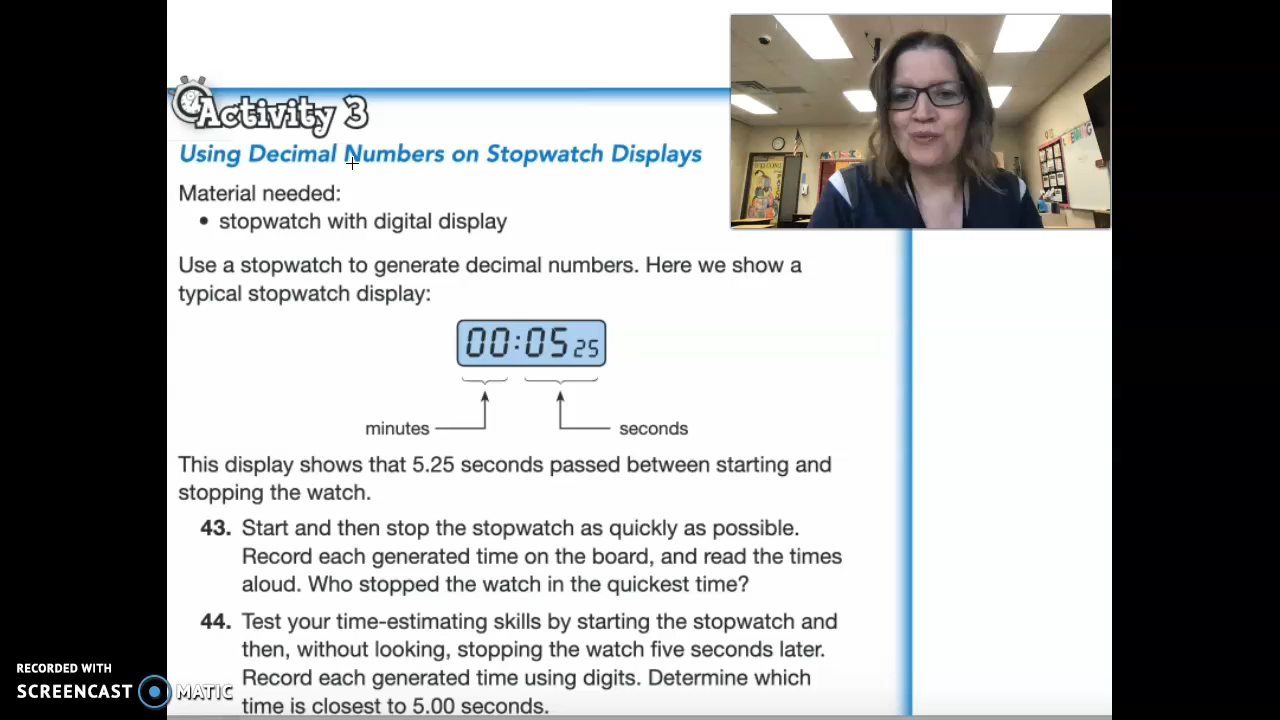 Activity 3
Using Decimal Numbers on Stopwatch Displays
Material needed:
• stopwatch with digital display
Use a stopwatch to generate decimal numbers. Here we show a
typical stopwatch display:
00:05 25
minutes
seconds
This display shows that 5.25 seconds passed between starting and
stopping the watch.
43. Start and then stop the stopwatch as quickly as possible.
Record each generated time on the board, and read the times
aloud. Who stopped the watch in the quickest time?
44. Test your time-estimating skills by starting the stopwatch and
then, without looking, stopping the watch five seconds later.
Record each generated time using digits. Determine which
time is closest to 5.00 seconds.
RECORDED WITH
SCREENCAST MATIC